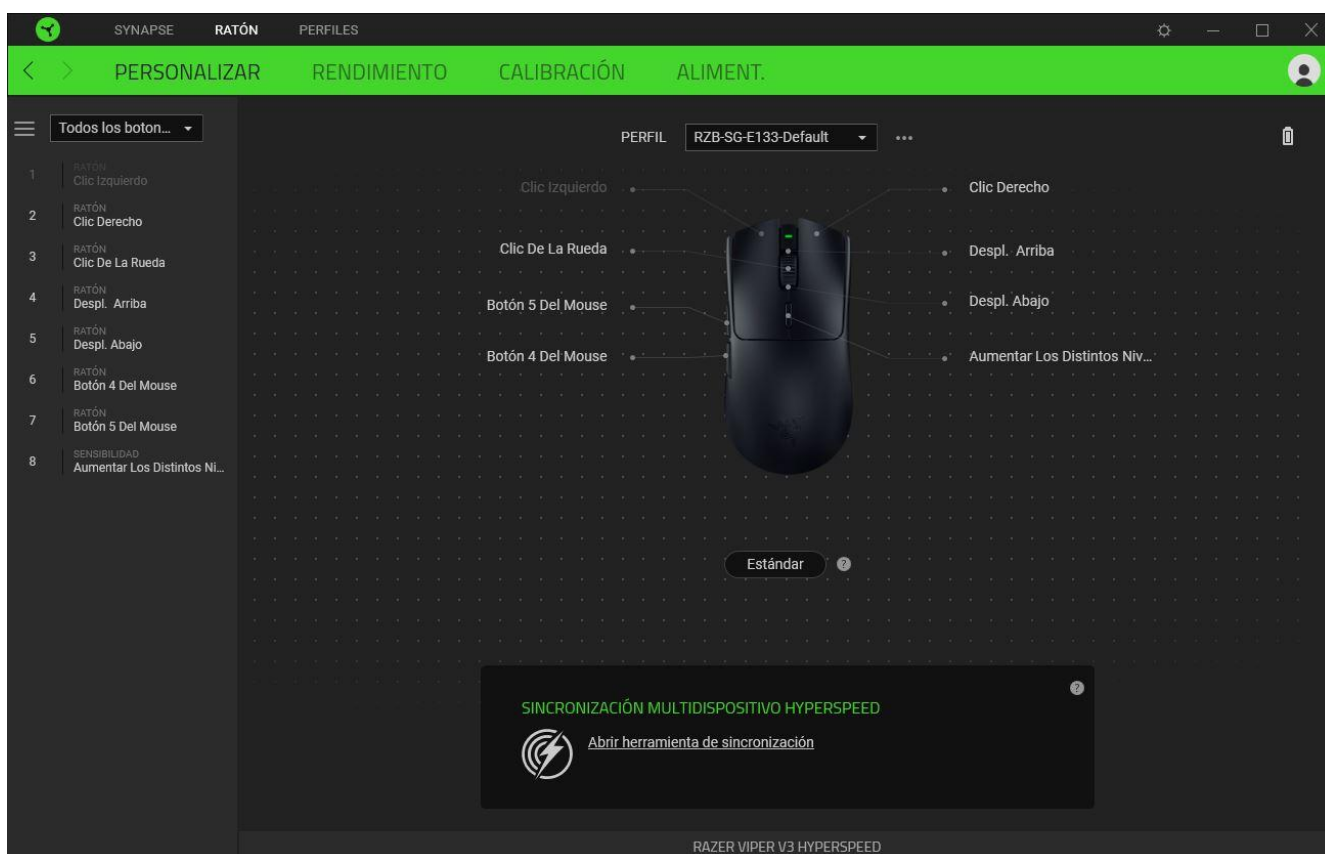 SYNAPSE RATÓN PERFILES
PERSONALIZAR RENDIMIENTO CALIBRACIÓN ALIMENT.
Todos los boton...
PERFIL RZB-SG-E133-Default
1 RATÓN
Clic Izquierdo
2 RATÓN
Clic Derecho
3 RATÓN
Clic De La Rueda
4 RATÓN
Despl. Arriba
5 RATÓN
Despl. Abajo
6 RATÓN
Botón 4 Del Mouse
7 RATÓN
Botón 5 Del Mouse
8 SENSIBILIDAD
Aumentar Los Distintos Ni...
Clic Izquierdo
Clic De La Rueda
Botón 5 Del Mouse
Botón 4 Del Mouse
Clic Derecho
Despl. Arriba
Despl. Abajo
Aumentar Los Distintos Niv...
Estándar ?
?
SINCRONIZACIÓN MULTIDISPOSITIVO HYPERSPEED
Abrir herramienta de sincronización
RAZER VIPER V3 HYPERSPEED